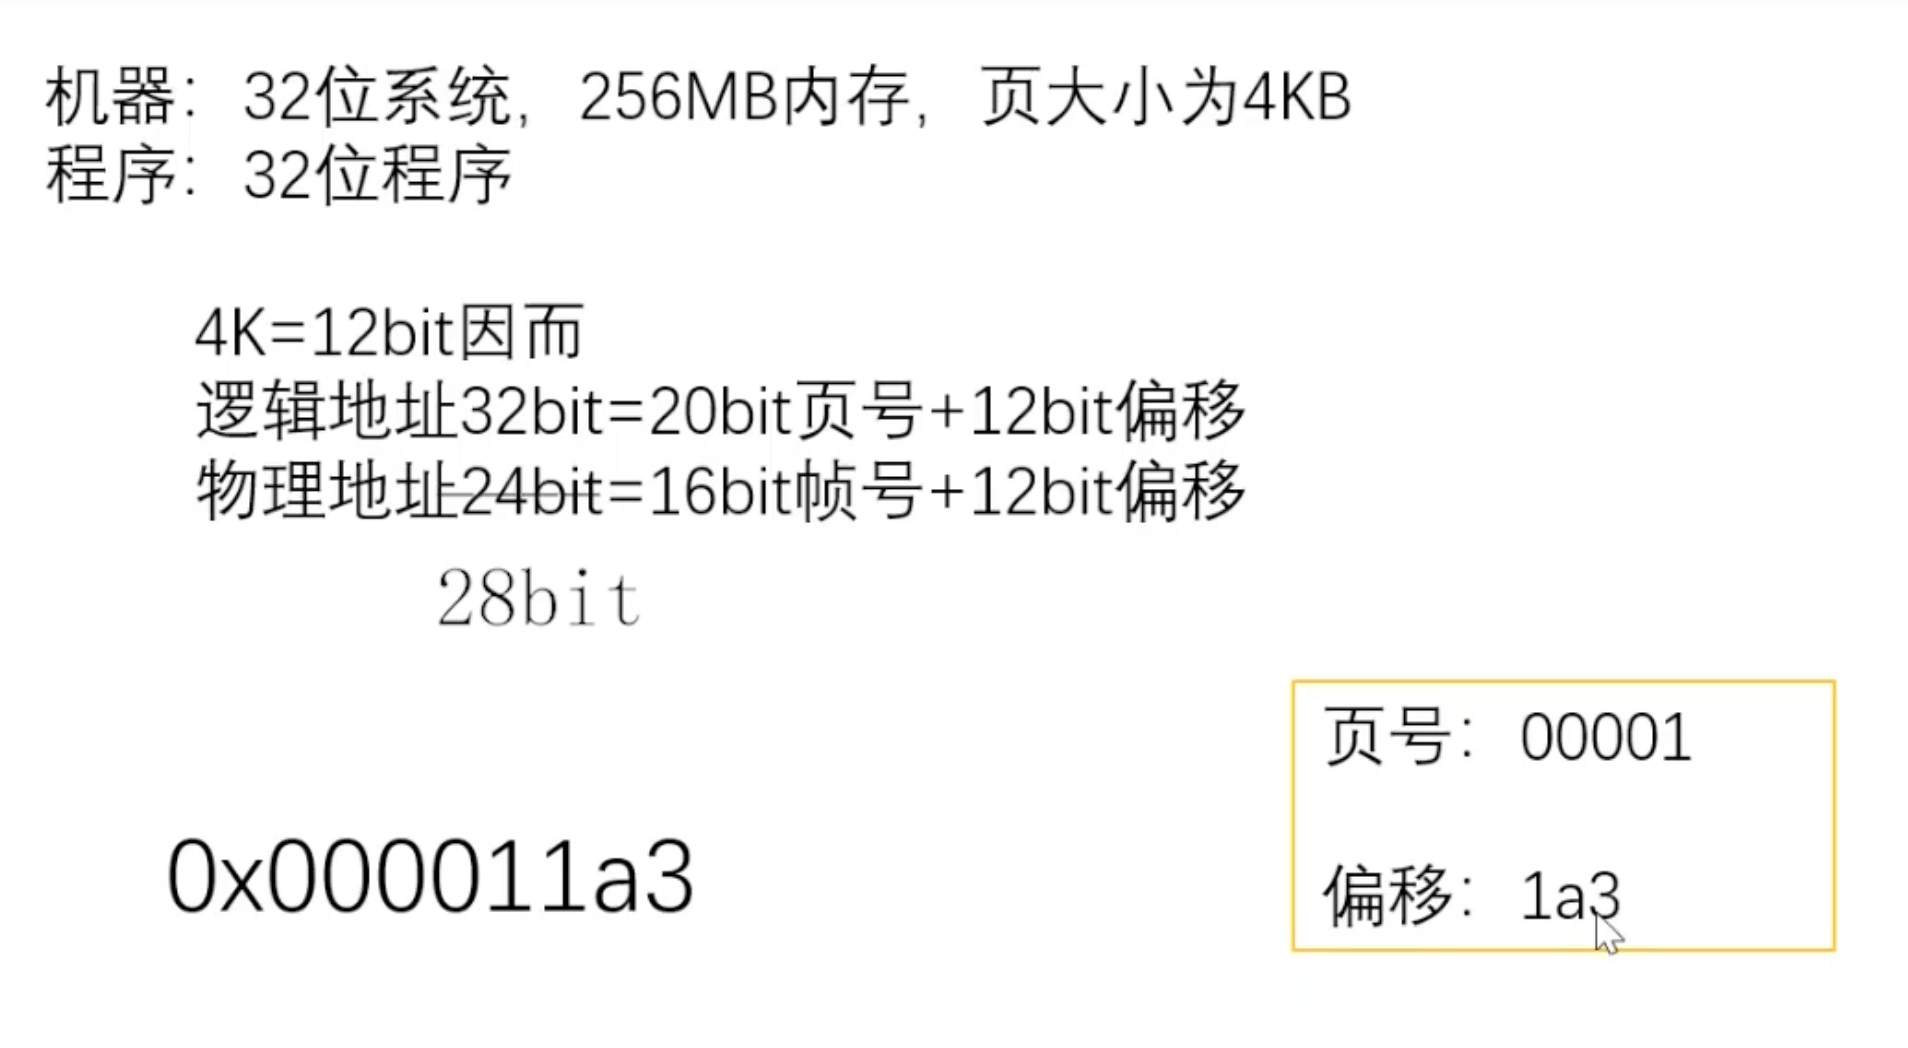 机器：32位系统，256MB内存，页大小为4KB
程序：32位程序
4K=12bit因而
逻辑地址32bit=20bit页号+12bit偏移
物理地址24bit=16bit帧号+12bit偏移
28bit
页号：00001
0x000011a3
偏移：1a3